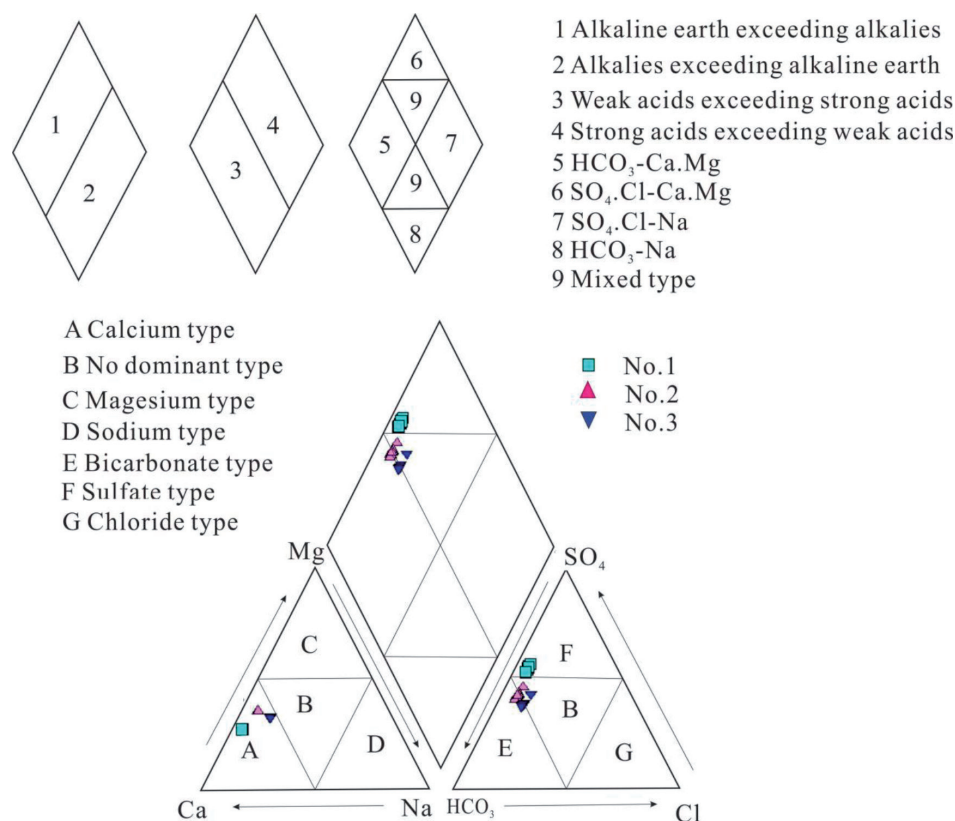 1
2
3
4
5
6
7
8
9
9
1 Alkaline earth exceeding alkalies
2 Alkalies exceeding alkaline earth
3 Weak acids exceeding strong acids
4 Strong acids exceeding weak acids
5 HCO₃-Ca.Mg
6 SO₄.Cl-Ca.Mg
7 SO₄.Cl-Na
8 HCO₃-Na
9 Mixed type
A Calcium type
B No dominant type
C Magesium type
D Sodium type
E Bicarbonate type
F Sulfate type
G Chloride type
No.1
No.2
No.3
Mg
SO₄
C
B
A
D
F
B
E
G
Ca
Na
HCO₃
Cl